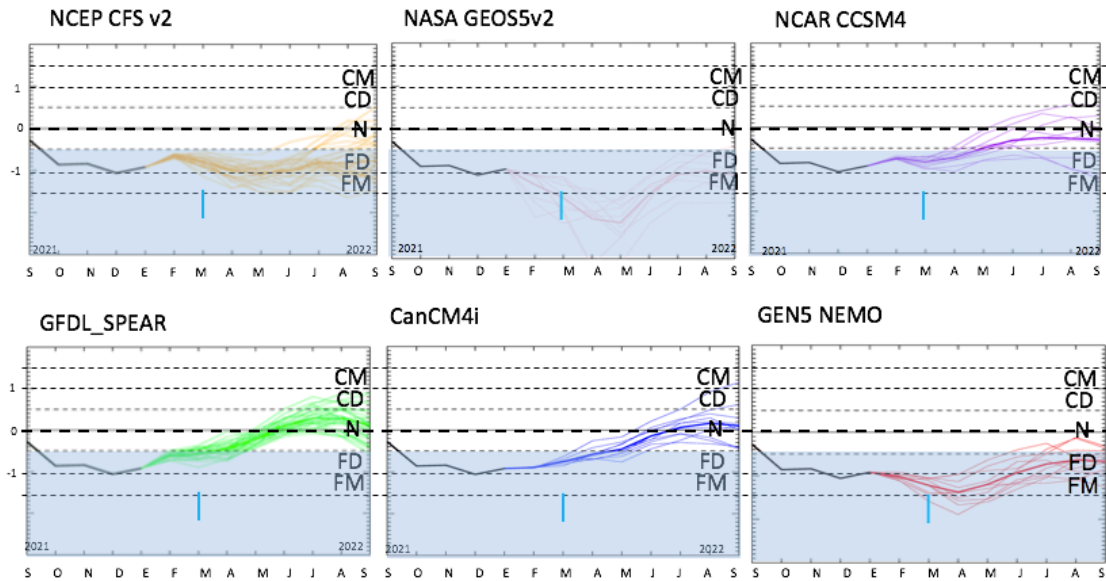 NCEP CFS v2 NASA GEOS5v2 NCAR CCSM4
CM CM CM
1
CD CD CD
0 N N N
FD FD FD
-1
FM FM FM
2021 2022 2021 2022 2021 2022
S O N D E F M A M J J A S S O N D E F M A M J J A S S O N D E F M A M J J A S
GFDL_SPEAR CanCM4i GEN5 NEMO
CM CM CM
1
CD CD CD
0 N N N
FD FD FD
-1
FM FM FM
2021 2022 2021 2022
S O N D E F M A M J J A S S O N D E F M A M J J A S S O N D E F M A M J J A S